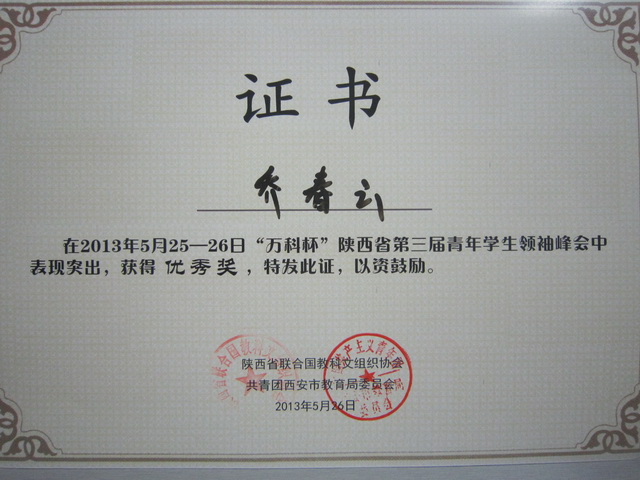 证书
乔春云
在2013年5月25—26日“万科杯”陕西省第三届青年学生领袖峰会中
表现突出，获得 优秀奖，特发此证，以资鼓励。
陕西省联合国教科文组织协会
共青团西安市教育局委员会
2013年5月26日